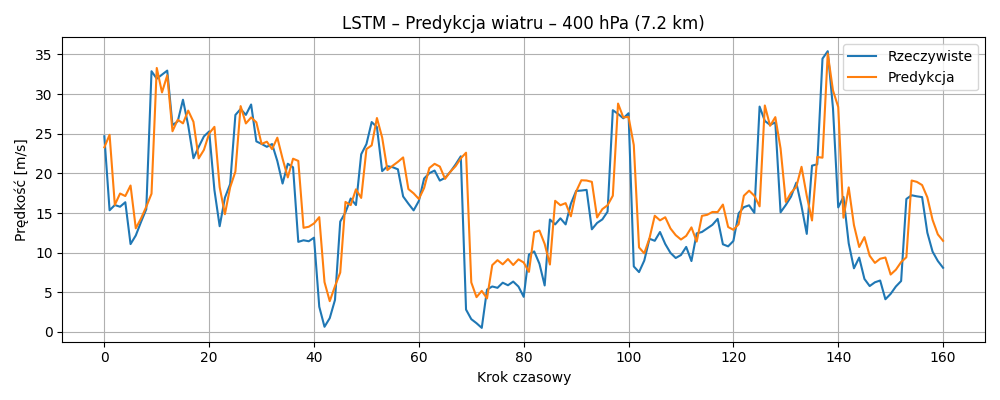 LSTM – Predykcja wiatru – 400 hPa (7.2 km)
Rzeczywiste
Predykcja
Prędkość [m/s]
35
30
25
20
15
10
5
0
0 20 40 60 80 100 120 140 160
Krok czasowy